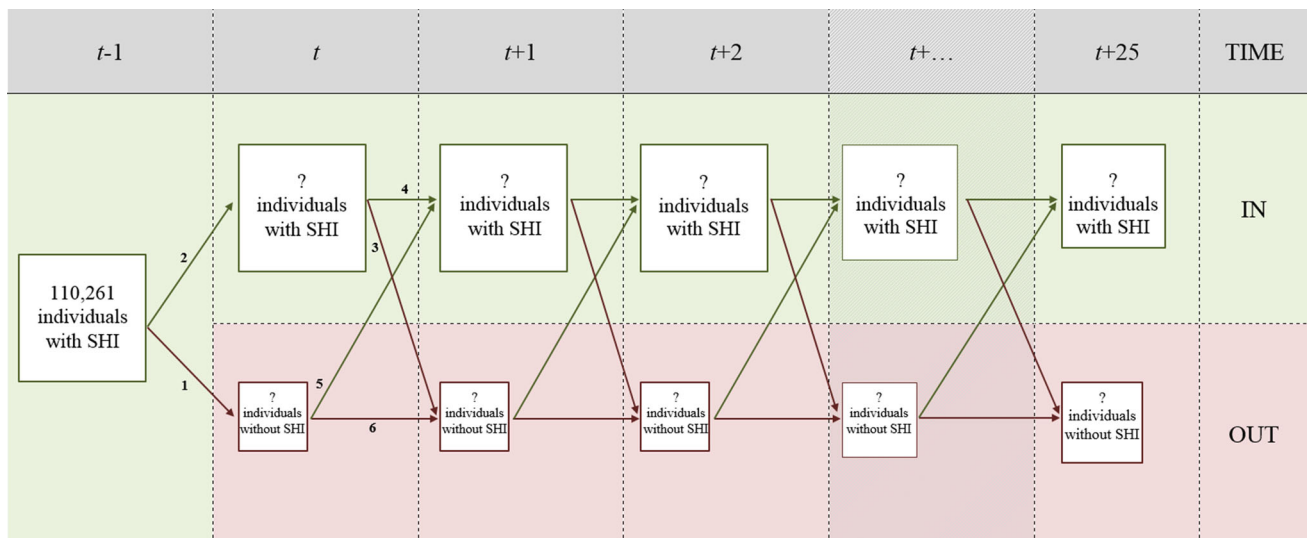 t-1
t
t+1
t+2
t+…
t+25
TIME
?
individuals
with SHI
?
individuals
with SHI
?
individuals
with SHI
?
individuals
with SHI
?
individuals
with SHI
IN
4
2
3
110,261
individuals
with SHI
1
5
6
?
individuals
without SHI
?
individuals
without SHI
?
individuals
without SHI
?
individuals
without SHI
?
individuals
without SHI
OUT